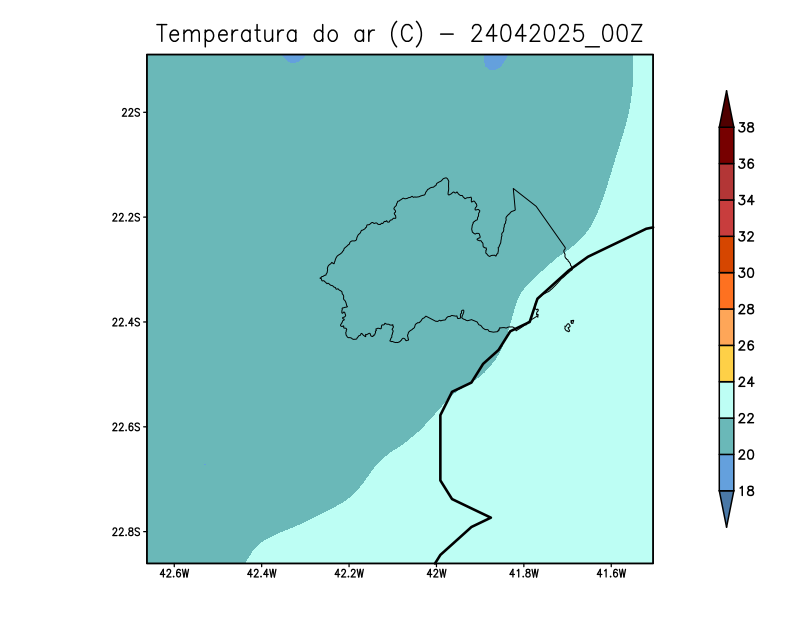 Temperatura do ar (C) - 24042025_00Z
22S
22.2S
22.4S
22.6S
22.8S
42.6W
42.4W
42.2W
42W
41.8W
41.6W
38
36
34
32
30
28
26
24
22
20
18